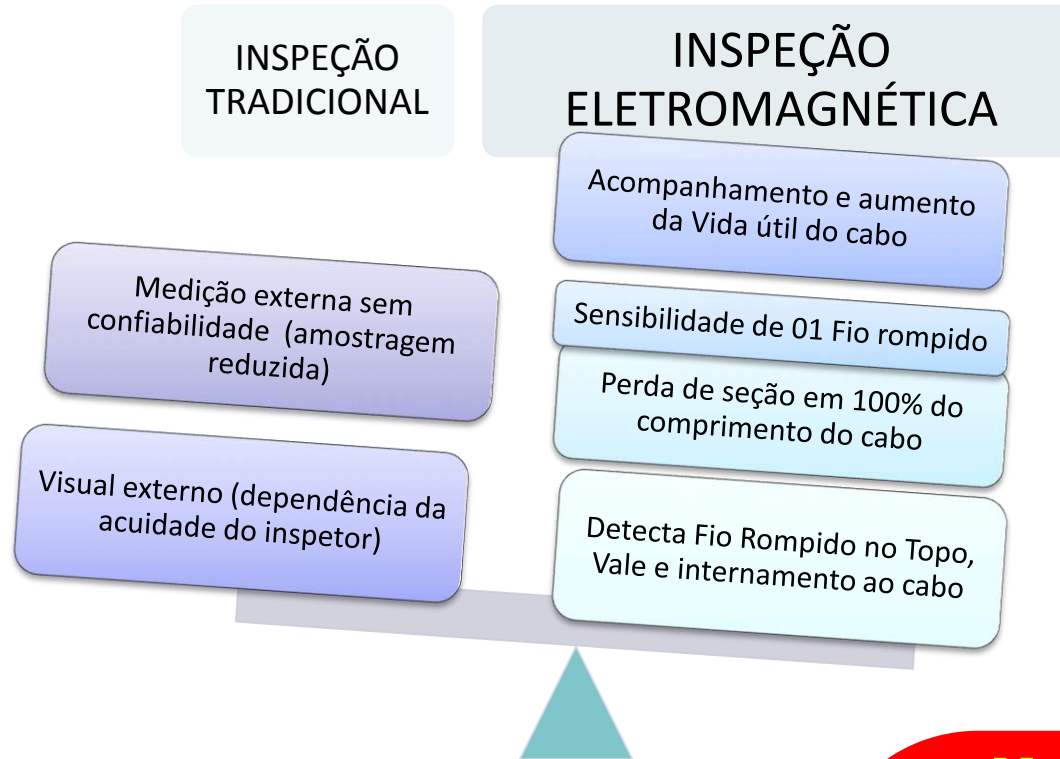 INSPEÇÃO
TRADICIONAL
INSPEÇÃO
ELETROMAGNÉTICA
Medição externa sem
confiabilidade (amostragem
reduzida)
Visual externo (dependência da
acuidade do inspetor)
Acompanhamento e aumento
da Vida útil do cabo
Sensibilidade de 01 Fio rompido
Perda de seção em 100% do
comprimento do cabo
Detecta Fio Rompido no Topo,
Vale e internamento ao cabo